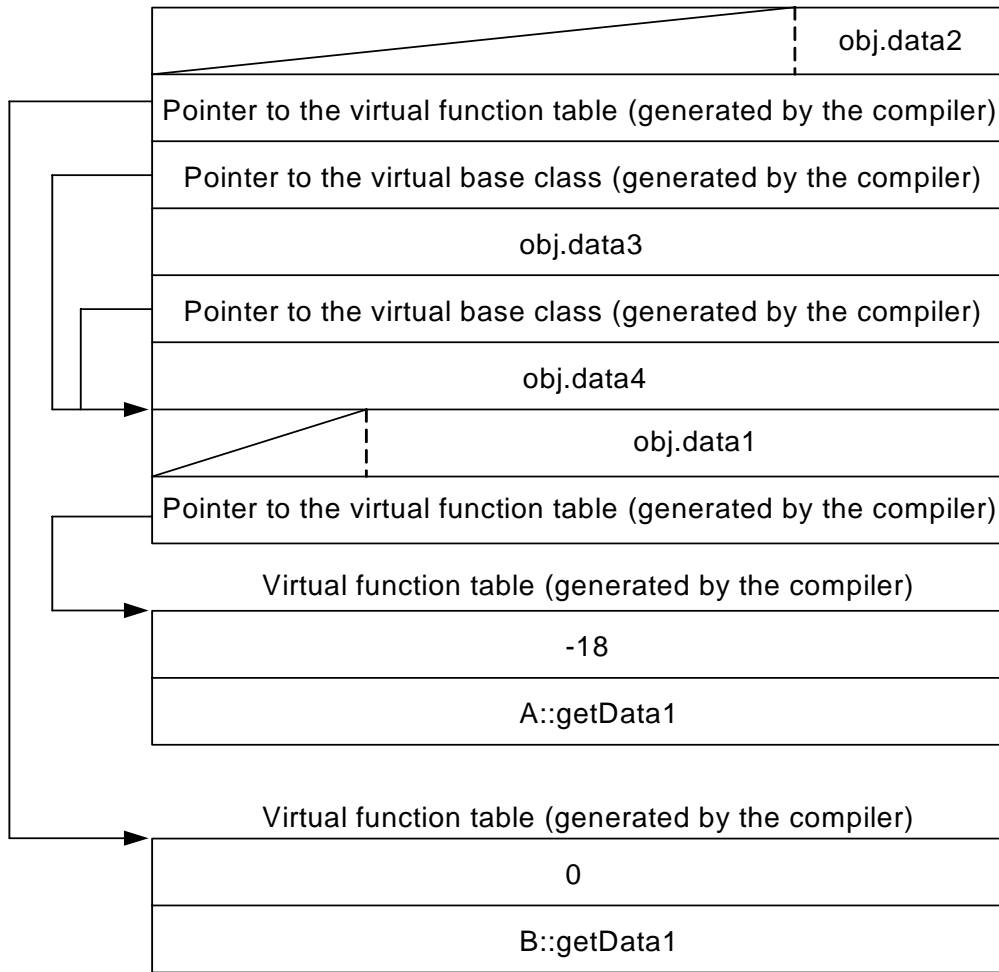 obj.data2
Pointer to the virtual function table (generated by the compiler)
Pointer to the virtual base class (generated by the compiler)
obj.data3
Pointer to the virtual base class (generated by the compiler)
obj.data4
obj.data1
Pointer to the virtual function table (generated by the compiler)
Virtual function table (generated by the compiler)
-18
A::getData1
Virtual function table (generated by the compiler)
0
B::getData1